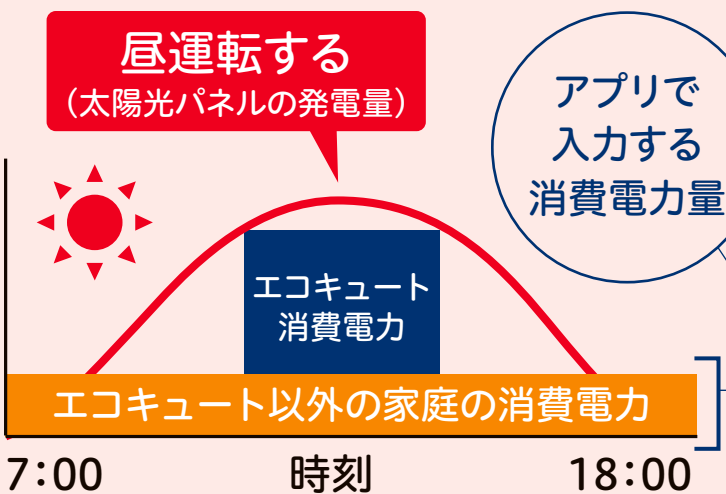 昼運転する
（太陽光パネルの発電量）
アプリで
入力する
消費電力量
エコキュート
消費電力
エコキュート以外の家庭の消費電力
7:00 時刻 18:00